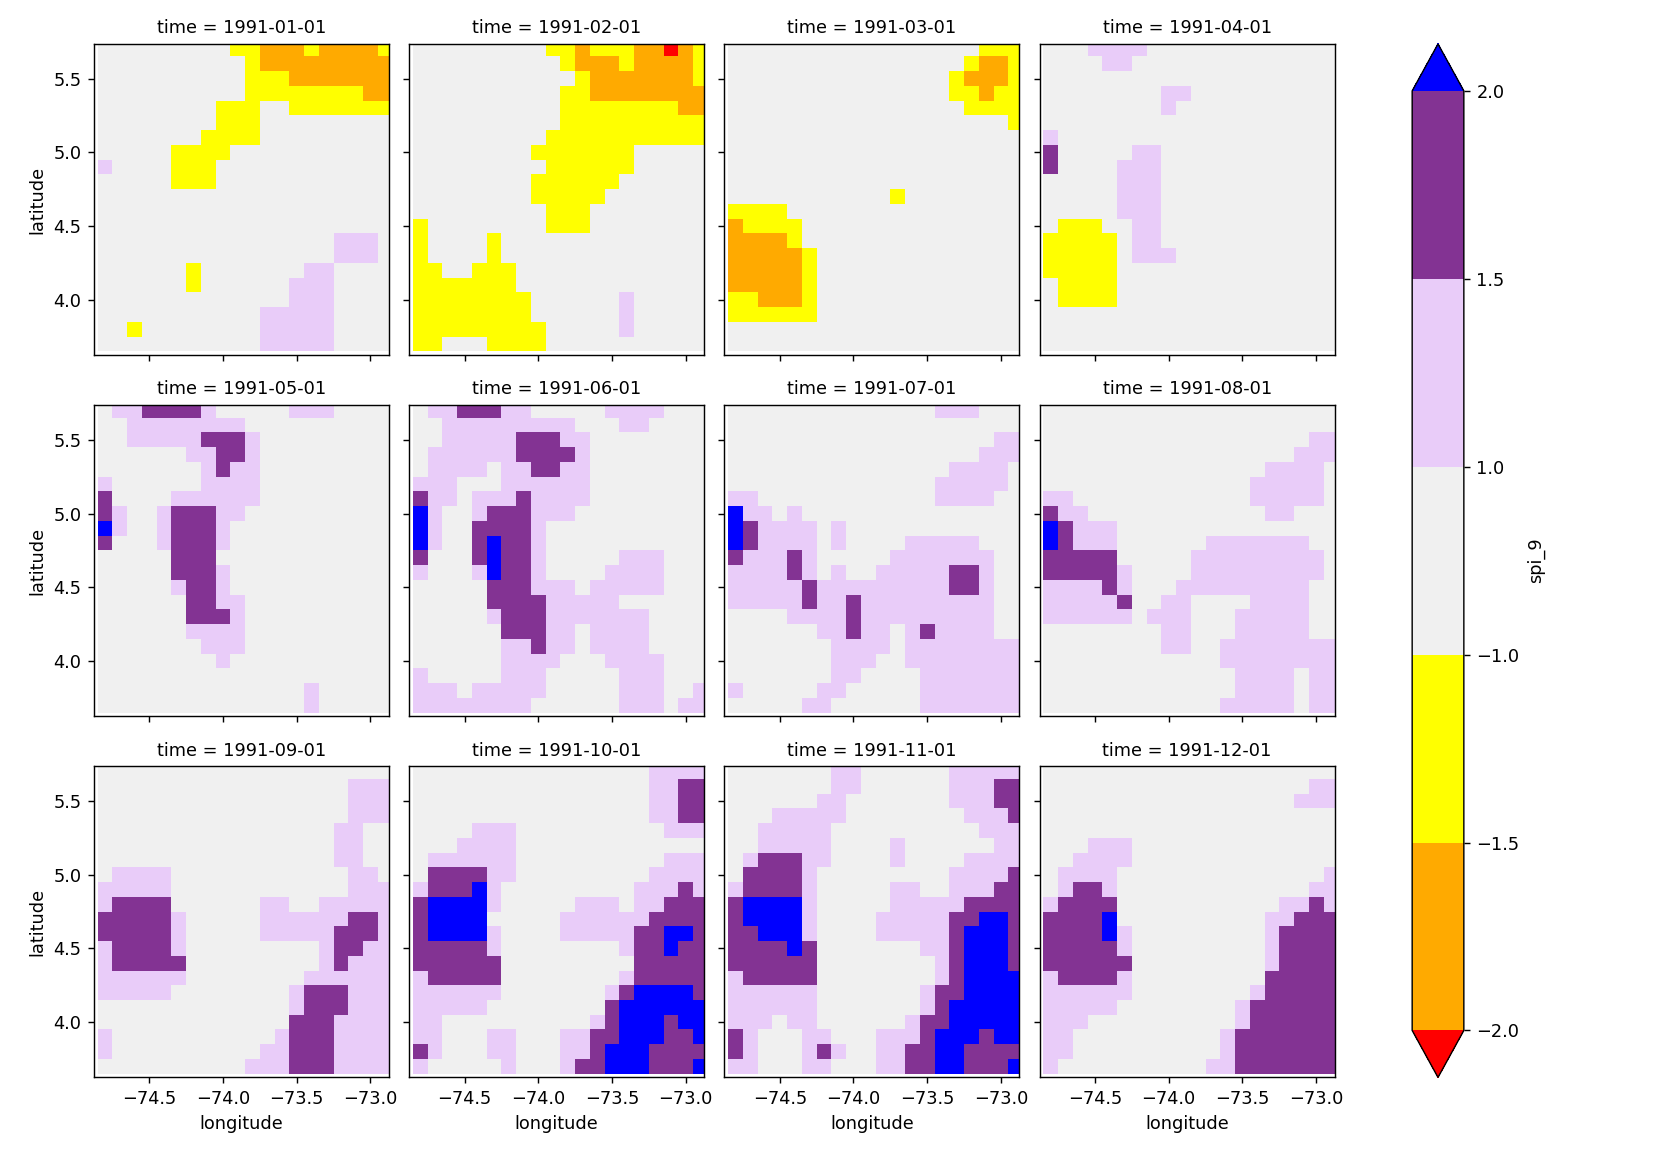 time = 1991-01-01
time = 1991-02-01
time = 1991-03-01
time = 1991-04-01
latitude
5.5
5.0
4.5
4.0
time = 1991-05-01
time = 1991-06-01
time = 1991-07-01
time = 1991-08-01
latitude
5.5
5.0
4.5
4.0
time = 1991-09-01
time = 1991-10-01
time = 1991-11-01
time = 1991-12-01
latitude
5.5
5.0
4.5
4.0
−74.5 −74.0 −73.5 −73.0
longitude
−74.5 −74.0 −73.5 −73.0
longitude
−74.5 −74.0 −73.5 −73.0
longitude
−74.5 −74.0 −73.5 −73.0
longitude
2.0
1.5
1.0
−1.0
−1.5
−2.0
spi_9